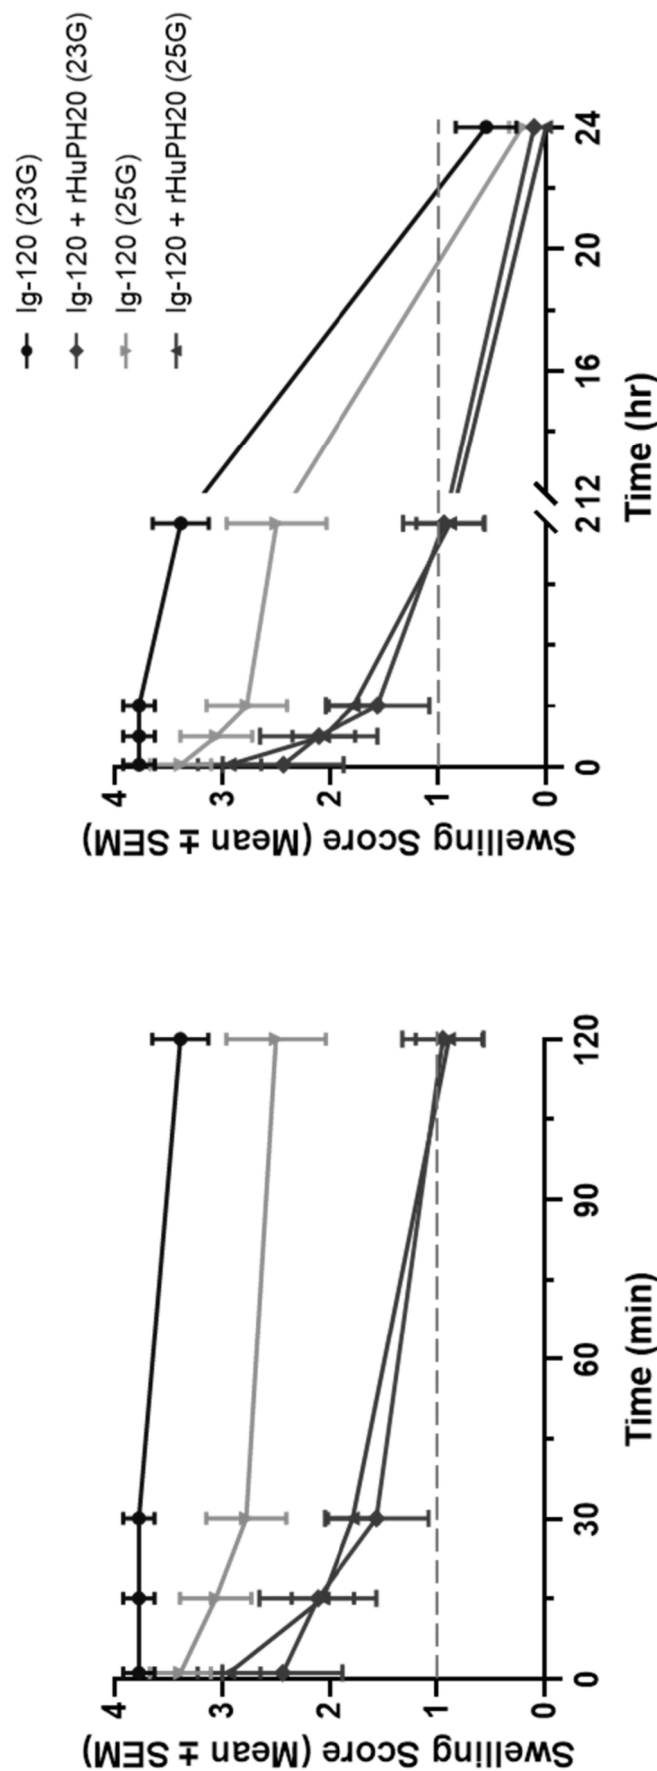 Swelling Score (Mean ± SEM)
4
3
2
1
0
0
30
60
90
120
Time (min)
Swelling Score (Mean ± SEM)
4
3
2
1
0
0
2
12
16
20
24
Time (hr)
Ig-120 (23G)
Ig-120 + rHuPH20 (23G)
Ig-120 (25G)
Ig-120 + rHuPH20 (25G)